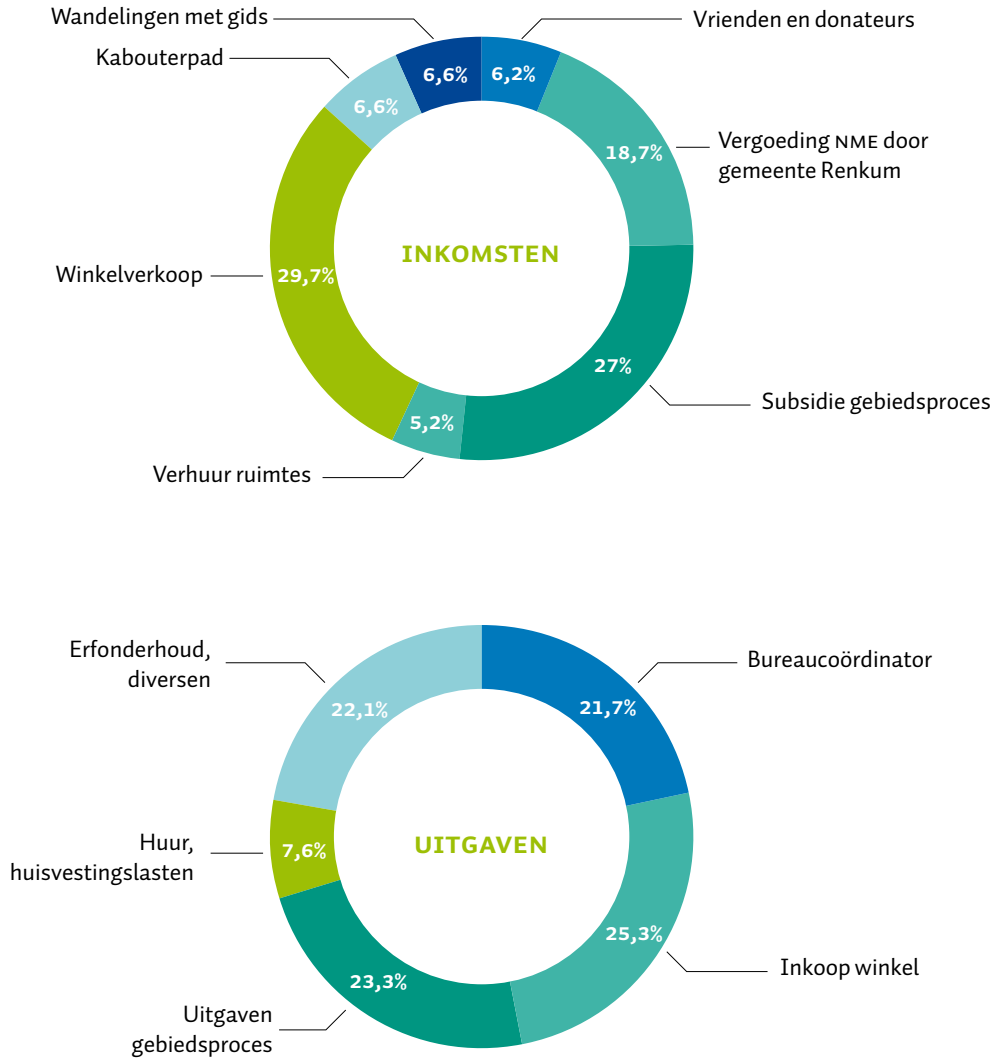 Wandelingen met gids
Vrienden en donateurs
Kabouterpad
6,6%
6,2%
6,6%
Vergoeding NME door
gemeente Renkum
18,7%
INKOMSTEN
Winkelverkoop
29,7%
27%
Subsidie gebiedsproces
5,2%
Verhuur ruimtes
Erfonderhoud,
diversen
Bureaucoördinator
22,1%
21,7%
Huur,
huisvestingslasten
7,6%
UITGAVEN
25,3%
Inkoop winkel
23,3%
Uitgaven
gebiedsproces